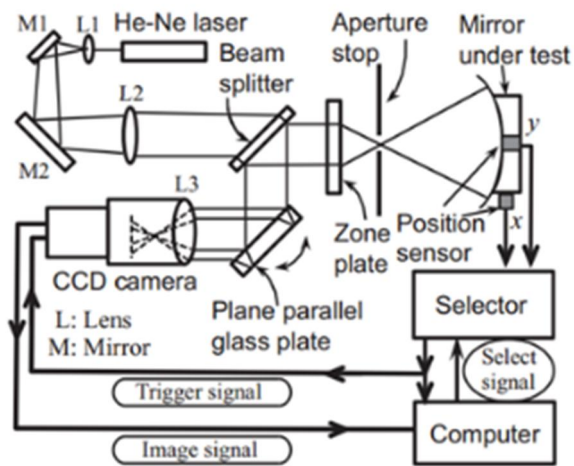 M1
L1
He-Ne laser
Aperture
stop
Mirror
under test
Beam
splitter
L2
y
M2
L3
Zone
plate
Position
sensor
x
CCD camera
Plane parallel
glass plate
L: Lens
M: Mirror
Selector
Select
signal
Trigger signal
Computer
Image signal